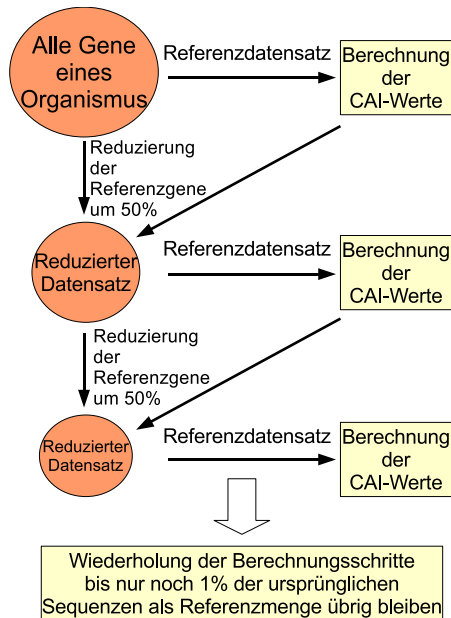 Alle Gene
eines
Organismus
Referenzdatensatz
Berechnung
der
CAI-Werte
Reduzierung
der
Referenzgene
um 50%
Reduzierter
Datensatz
Referenzdatensatz
Berechnung
der
CAI-Werte
Reduzierung
der
Referenzgene
um 50%
Reduzierter
Datensatz
Referenzdatensatz
Berechnung
der
CAI-Werte
Wiederholung der Berechnungsschritte
bis nur noch 1% der ursprünglichen
Sequenzen als Referenzmenge übrig bleiben